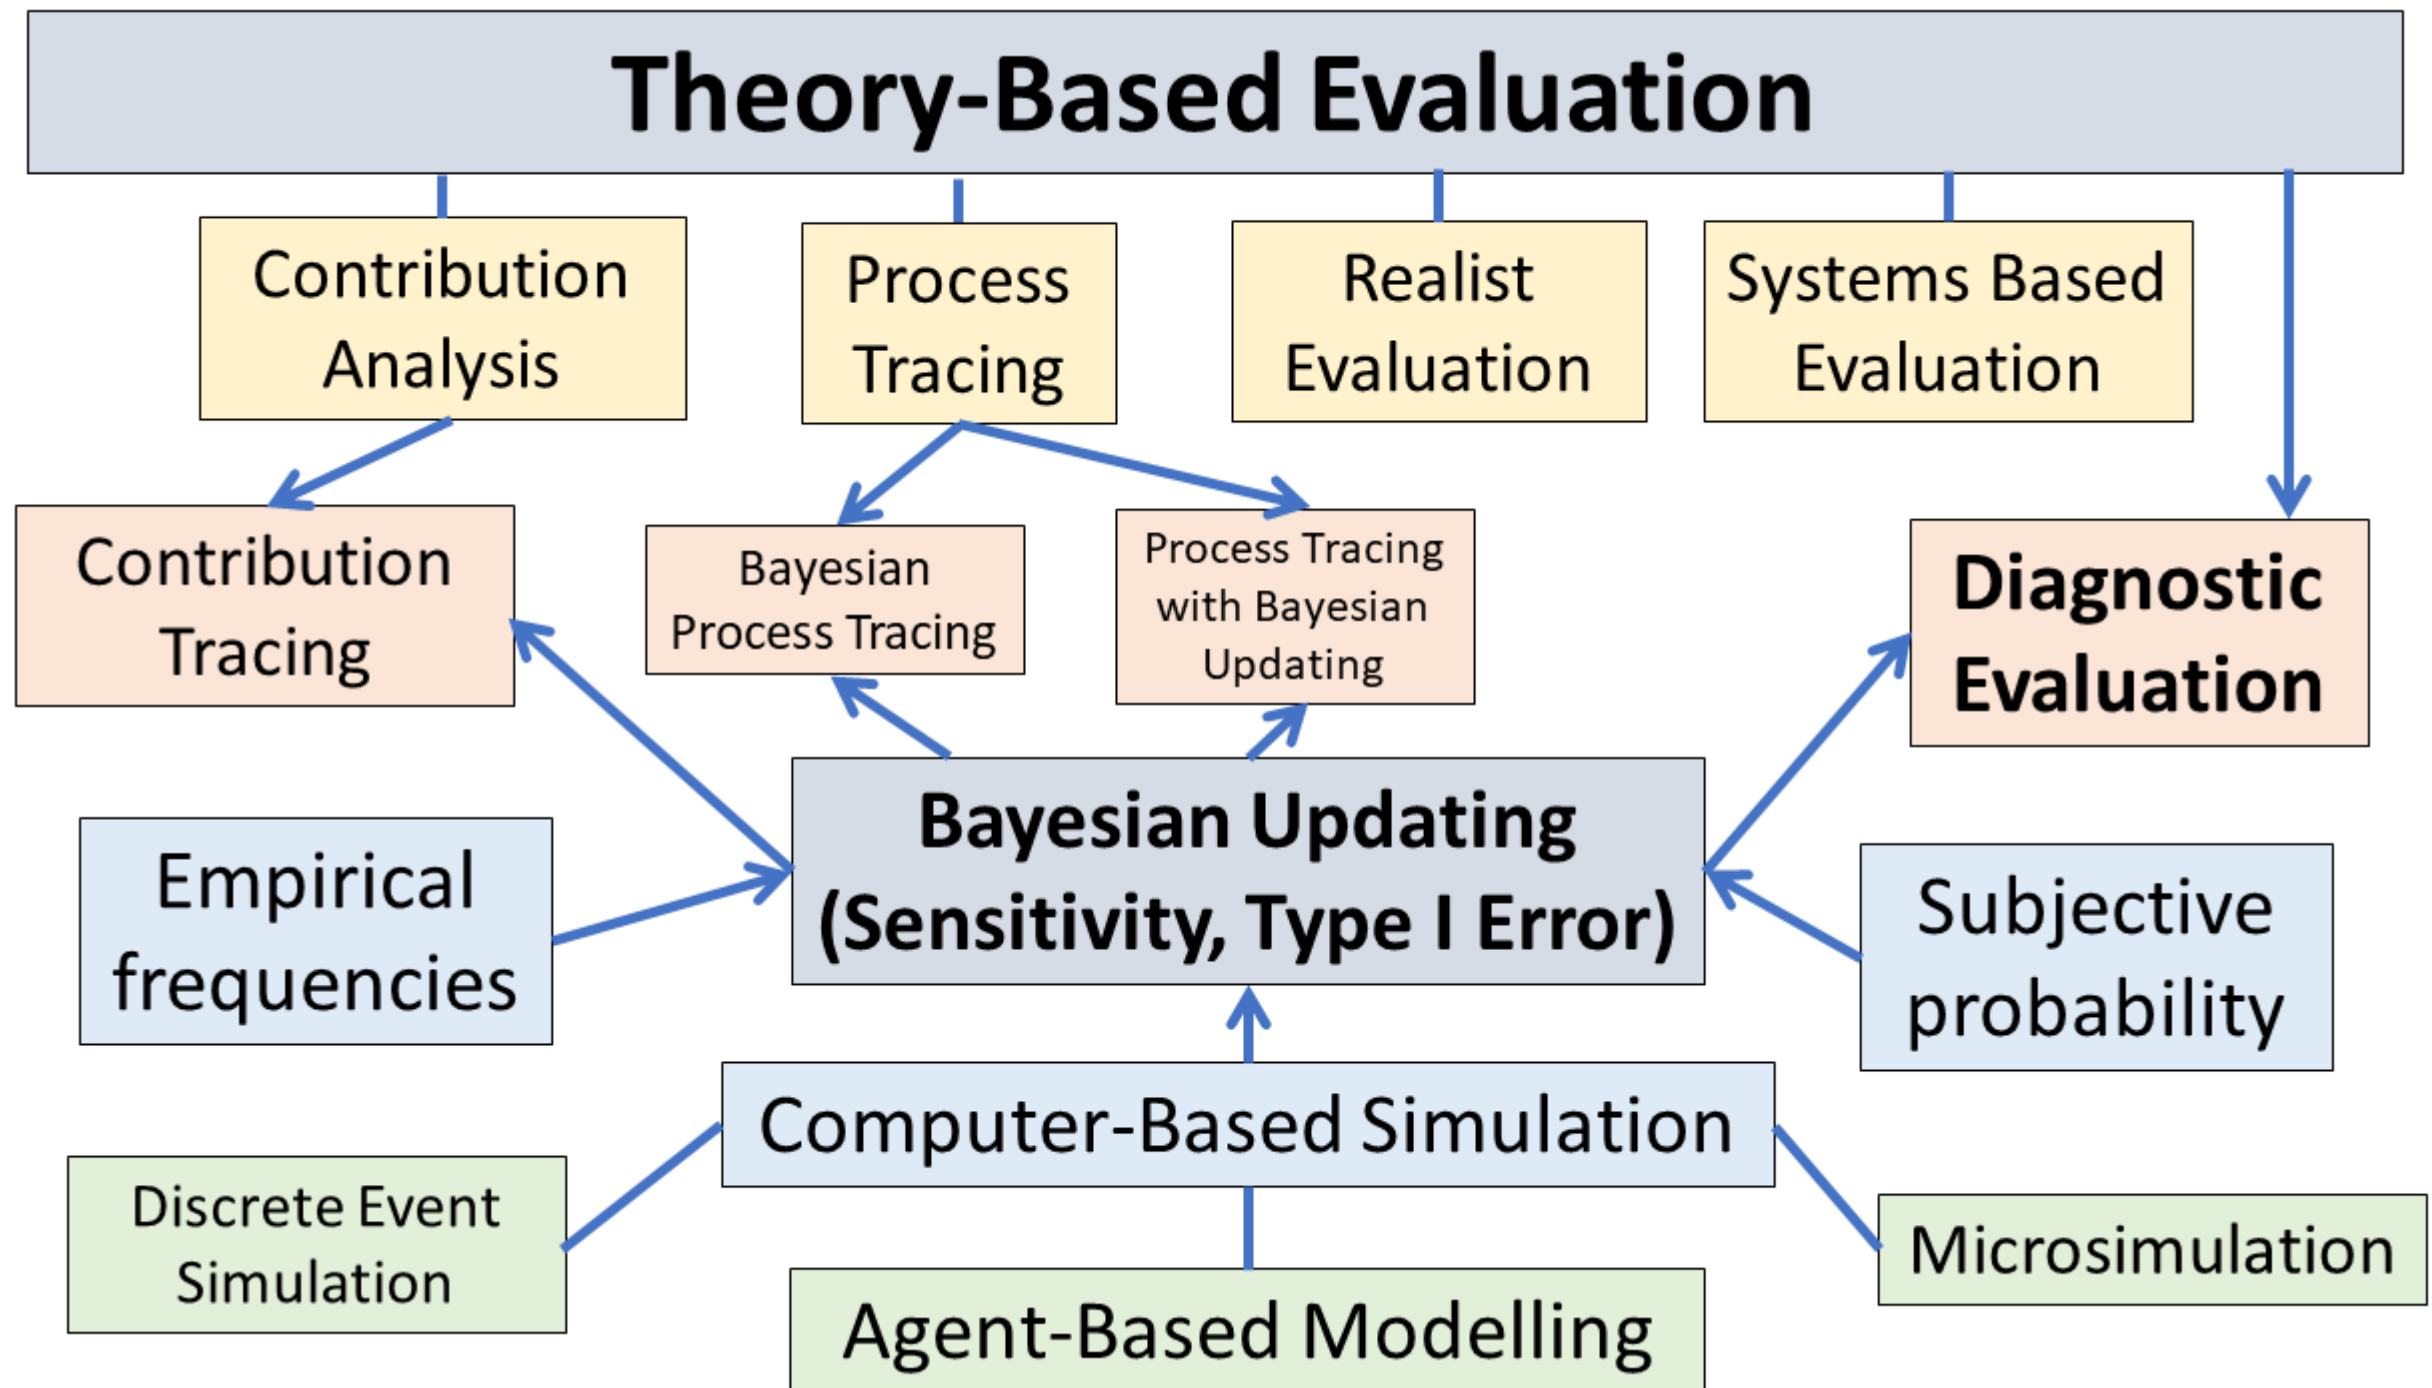 Theory-Based Evaluation
Contribution
Analysis
Process
Tracing
Realist
Evaluation
Systems Based
Evaluation
Contribution
Tracing
Bayesian
Process Tracing
Process Tracing
with Bayesian
Updating
Diagnostic
Evaluation
Empirical
frequencies
Bayesian Updating
(Sensitivity, Type I Error)
Subjective
probability
Computer-Based Simulation
Discrete Event
Simulation
Agent-Based Modelling
Microsimulation